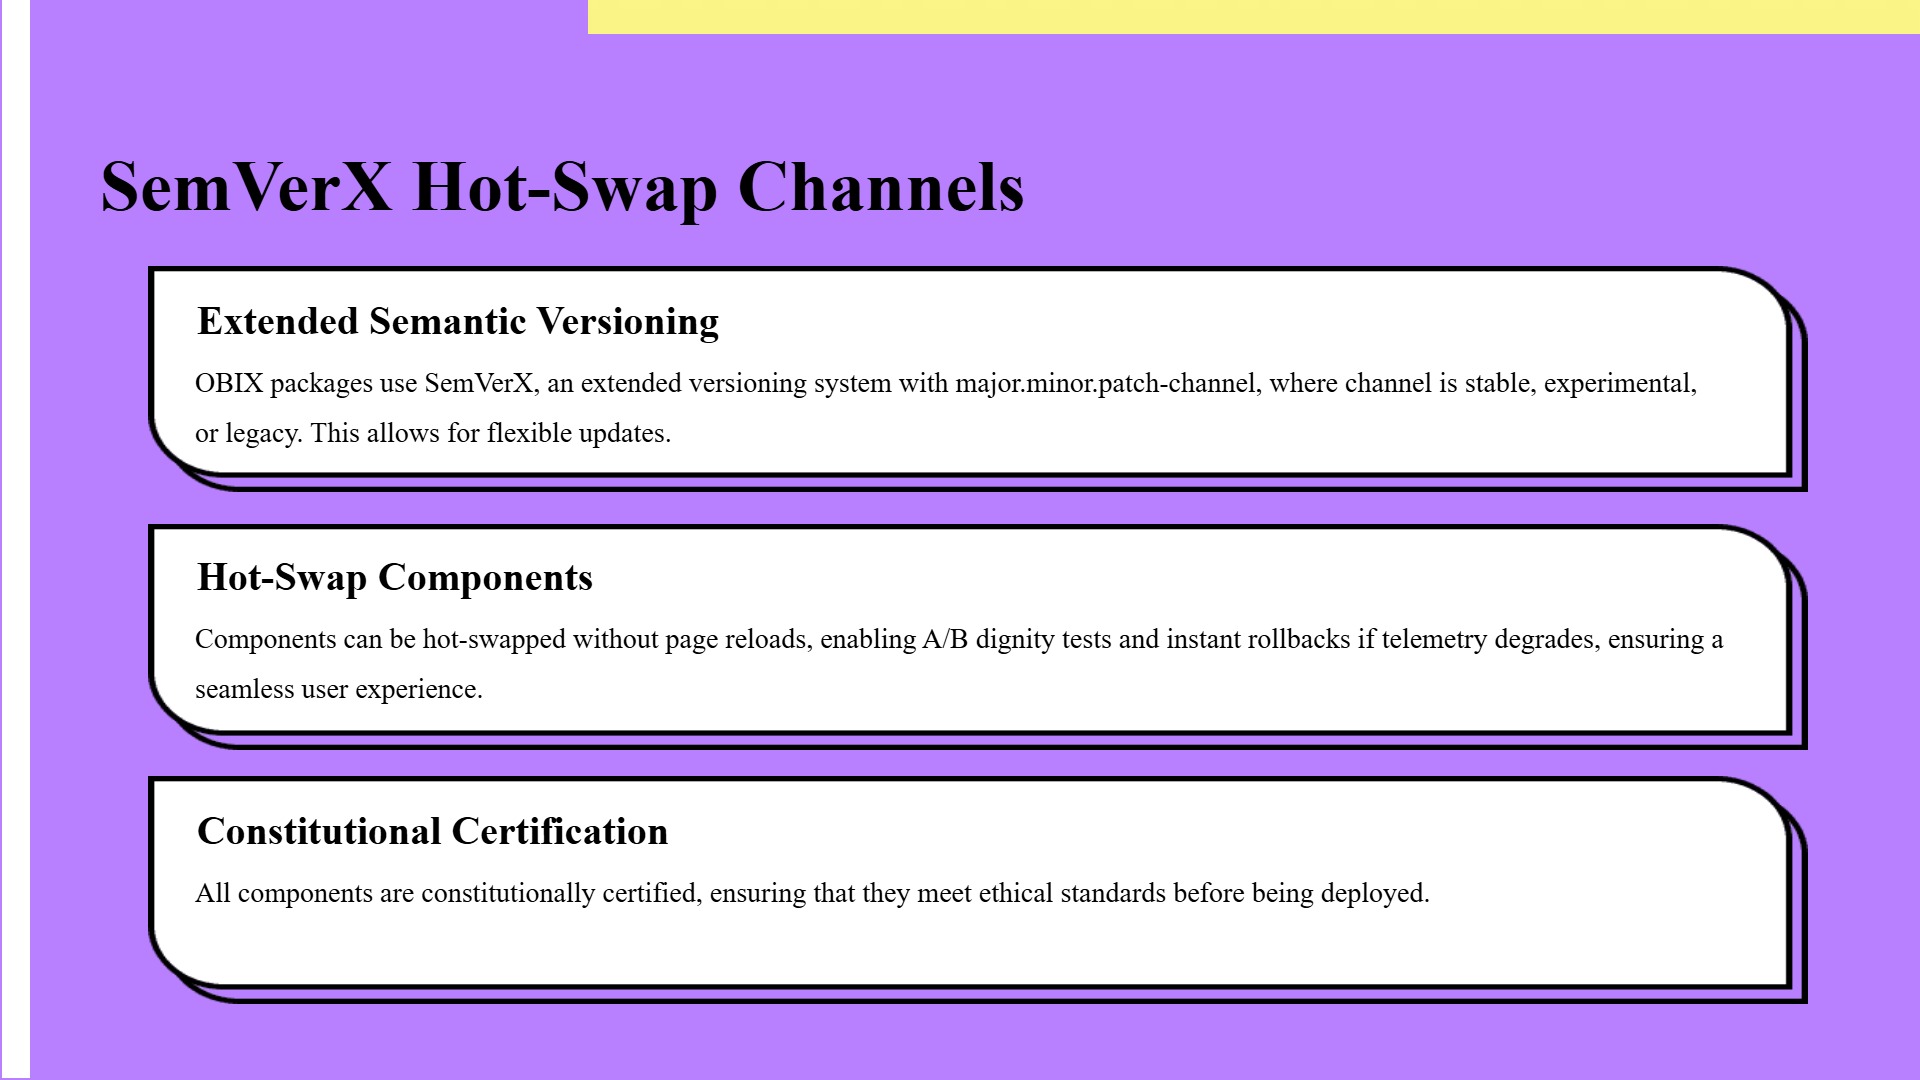 SemVerX Hot-Swap Channels
Extended Semantic Versioning
OBIX packages use SemVerX, an extended versioning system with major.minor.patch-channel, where channel is stable, experimental,
or legacy. This allows for flexible updates.
Hot-Swap Components
Components can be hot-swapped without page reloads, enabling A/B dignity tests and instant rollbacks if telemetry degrades, ensuring a
seamless user experience.
Constitutional Certification
All components are constitutionally certified, ensuring that they meet ethical standards before being deployed.